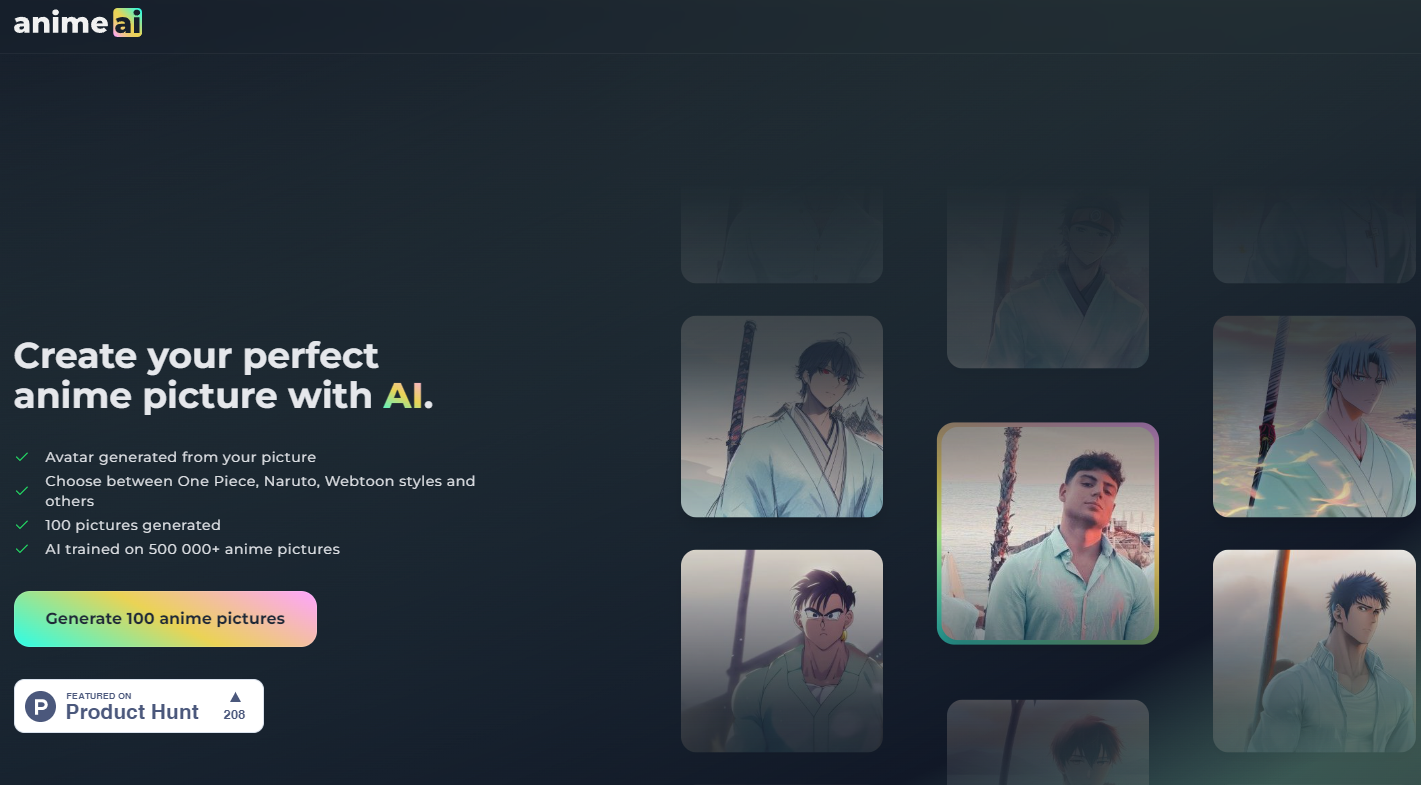 anime ai
Create your perfect
anime picture with AI.
Avatar generated from your picture
Choose between One Piece, Naruto, Webtoon styles and
others
100 pictures generated
AI trained on 500 000+ anime pictures
Generate 100 anime pictures
P
FEATURED ON
Product Hunt
▲
208